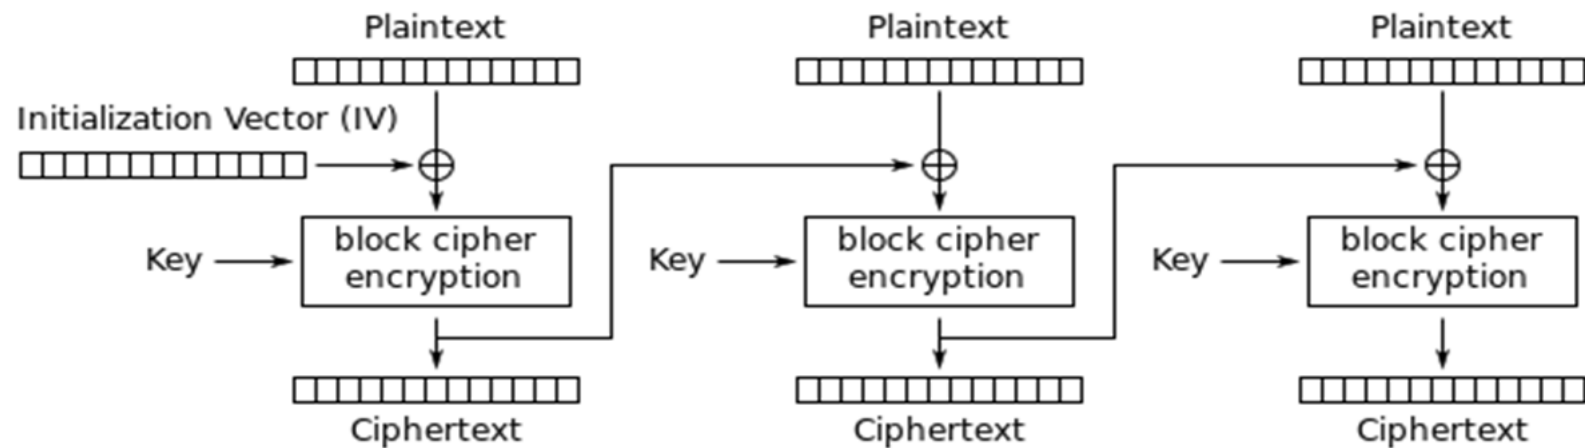 Plaintext
Plaintext
Plaintext
Initialization Vector (IV)
Key
block cipher
encryption
Key
block cipher
encryption
Key
block cipher
encryption
Ciphertext
Ciphertext
Ciphertext